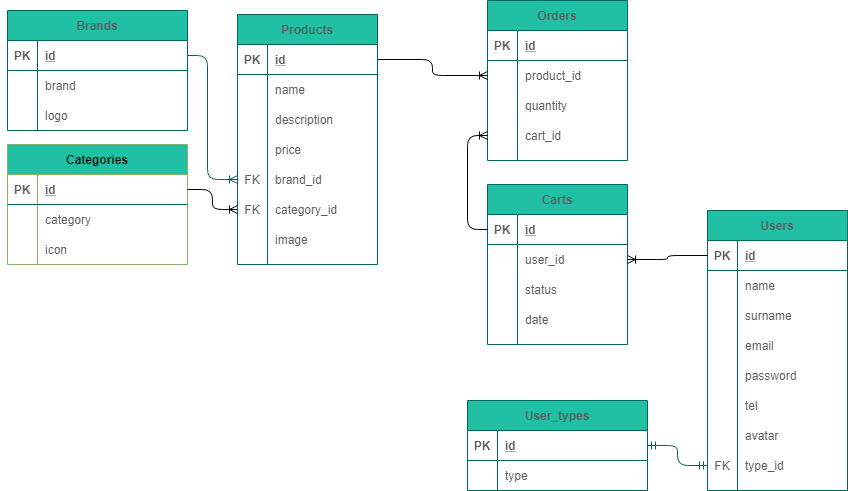 Brands
PK id
brand
logo
Categories
PK id
category
icon
Products
PK id
name
description
price
FK brand_id
FK category_id
image
Orders
PK id
product_id
quantity
cart_id
Carts
PK id
user_id
status
date
Users
PK id
name
surname
email
password
tel
avatar
FK type_id
User_types
PK id
type